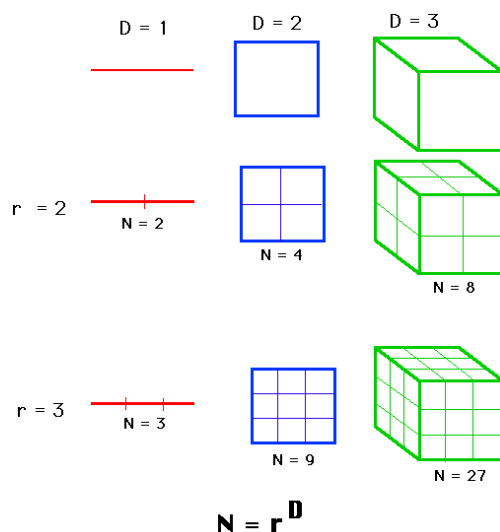 D = 1 D = 2 D = 3
r = 2
N = 2
N = 4
N = 8
r = 3
N = 3
N = 9
N = 27
N = r^D